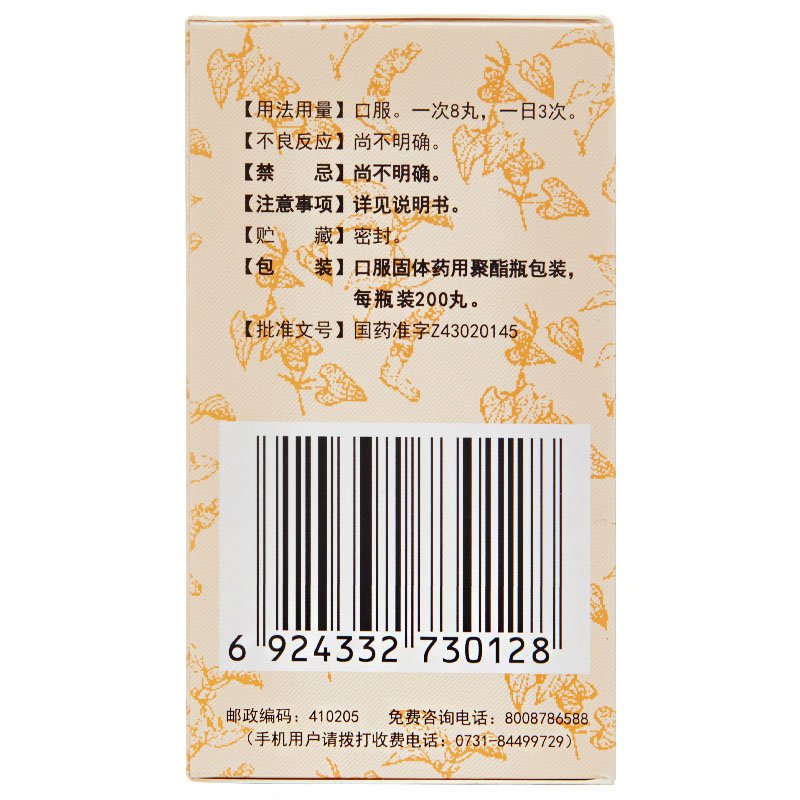 【用法用量】口服。一次8丸，一日3次。
【不良反应】尚不明确。
【禁　　忌】尚不明确。
【注意事项】详见说明书。
【贮　　藏】密封。
【包　　装】口服固体药用聚酯瓶包装，
每瓶装200丸。
【批准文号】国药准字Z43020145
6 924332 730128
邮政编码：410205　免费咨询电话：8008786588
（手机用户请拨打收费电话：0731-84499729）